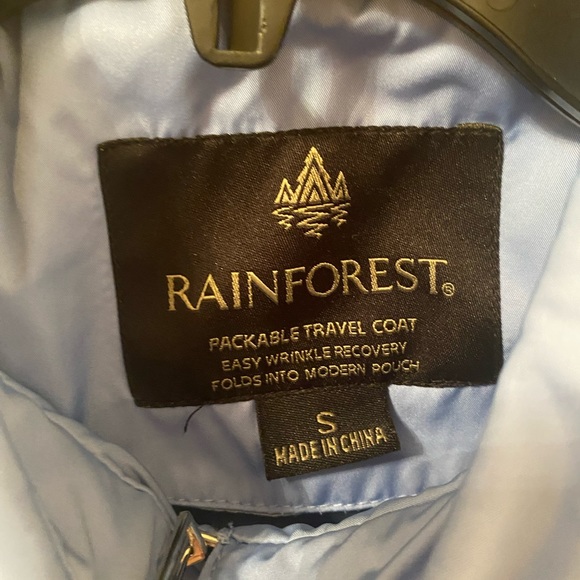 RAINFOREST®
PACKABLE TRAVEL COAT
EASY WRINKLE RECOVERY
FOLDS INTO MODERN POUCH
S
MADE IN CHINA